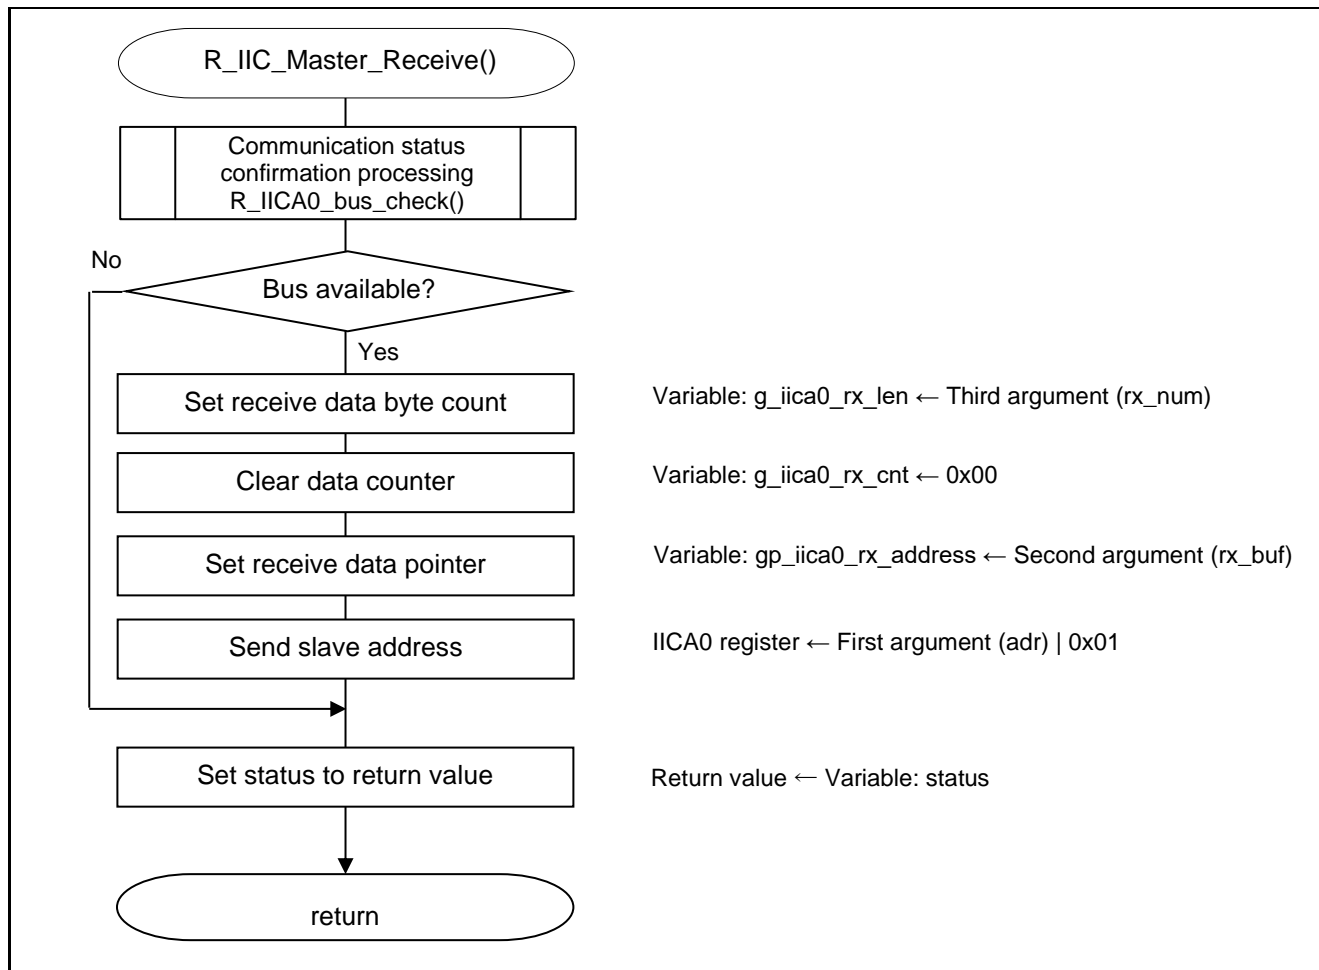 R_IIC_Master_Receive()
Communication status
confirmation processing
R_IICA0_bus_check()
No
Bus available?
Yes
Set receive data byte count
Variable: g_iica0_rx_len ← Third argument (rx_num)
Clear data counter
Variable: g_iica0_rx_cnt ← 0x00
Set receive data pointer
Variable: gp_iica0_rx_address ← Second argument (rx_buf)
Send slave address
IICA0 register ← First argument (adr) | 0x01
Set status to return value
Return value ← Variable: status
return